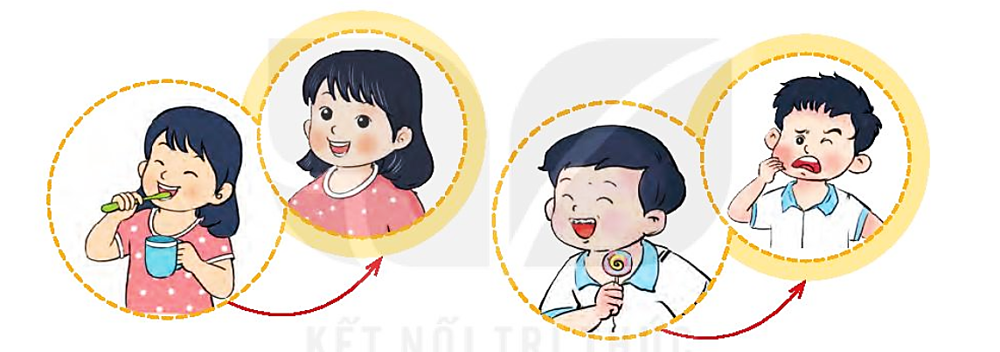 KẾT NỐI TRI THỨC